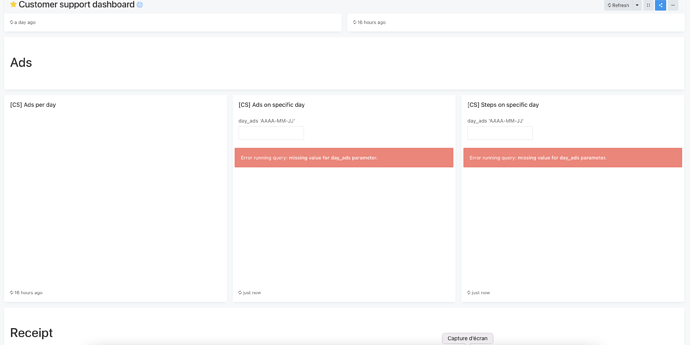 Customer support dashboard
Refresh
a day ago
16 hours ago
Ads
[CS] Ads per day
[CS] Ads on specific day
[CS] Steps on specific day
day_ads 'AAAA-MM-JJ'
day_ads 'AAAA-MM-JJ'
Error running query: missing value for day_ads parameter.
Error running query: missing value for day_ads parameter.
16 hours ago
just now
just now
Receipt
Capture d'écran